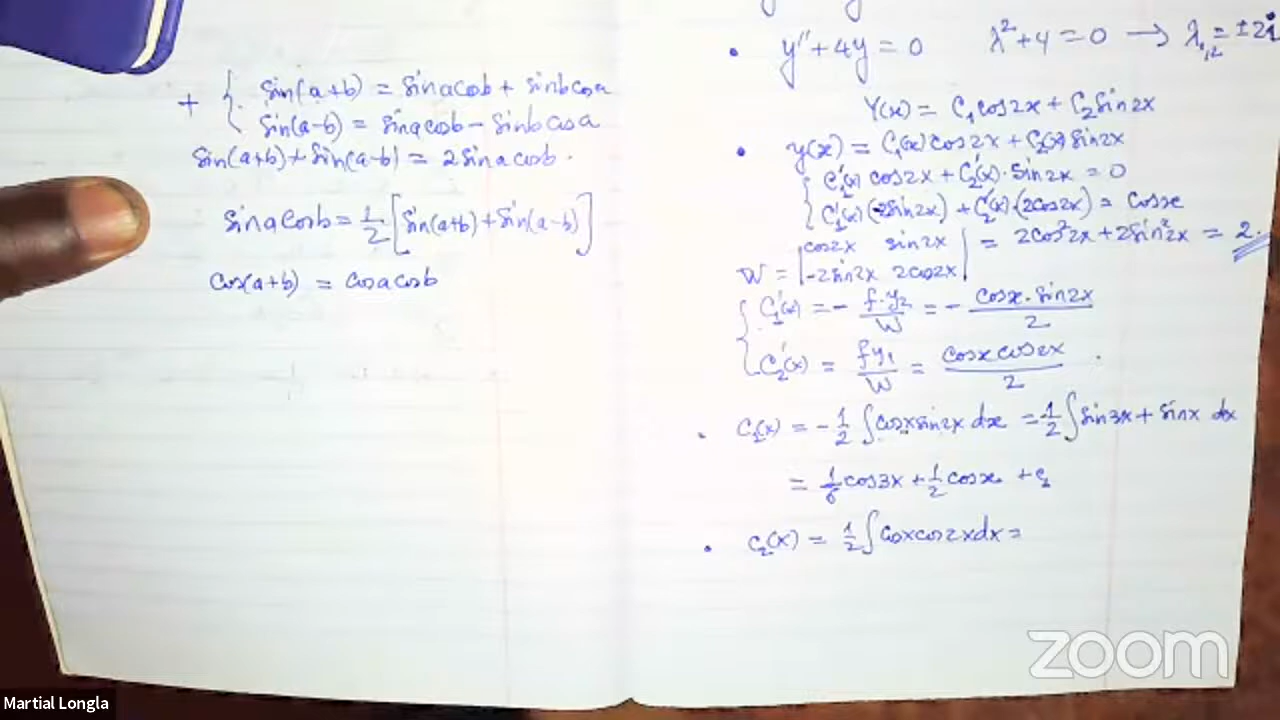 + { sin(a+b) = sinacosb + sinbcosa
sin(a-b) = sinacosb - sinbcosa
sin(a+b)+sin(a-b) = 2sinacosb.
sinacosb = 1/2 [sin(a+b)+sin(a-b)]
cos(a+b) = cosacosb
• y''+4y = 0 λ²+4 = 0 → λ₁,₂ = ±2i
Y(x) = C₁cos2x + C₂sin2x
• y(x) = C₁(x)cos2x + C₂(x)sin2x
{ C₁'(x) cos2x + C₂'(x)·sin2x = 0
C₁'(x)(-2sin2x) + C₂'(x)·(2cos2x) = cosx
W = | cos2x sin2x | = 2cos²2x + 2sin²2x = 2.
| -2sin2x 2cos2x |
{ C₁'(x) = - f·y₂/W = - cosx·sin2x/2
C₂'(x) = fy₁/W = cosxcos2x/2 .
• C₁(x) = -1/2 ∫cosxsin2x dx = 1/2 ∫sin3x + sinx dx
= 1/6 cos3x + 1/2 cosx + c₁
• C₂(x) = 1/2 ∫cosxcos2xdx =
zoom
Martial Longla